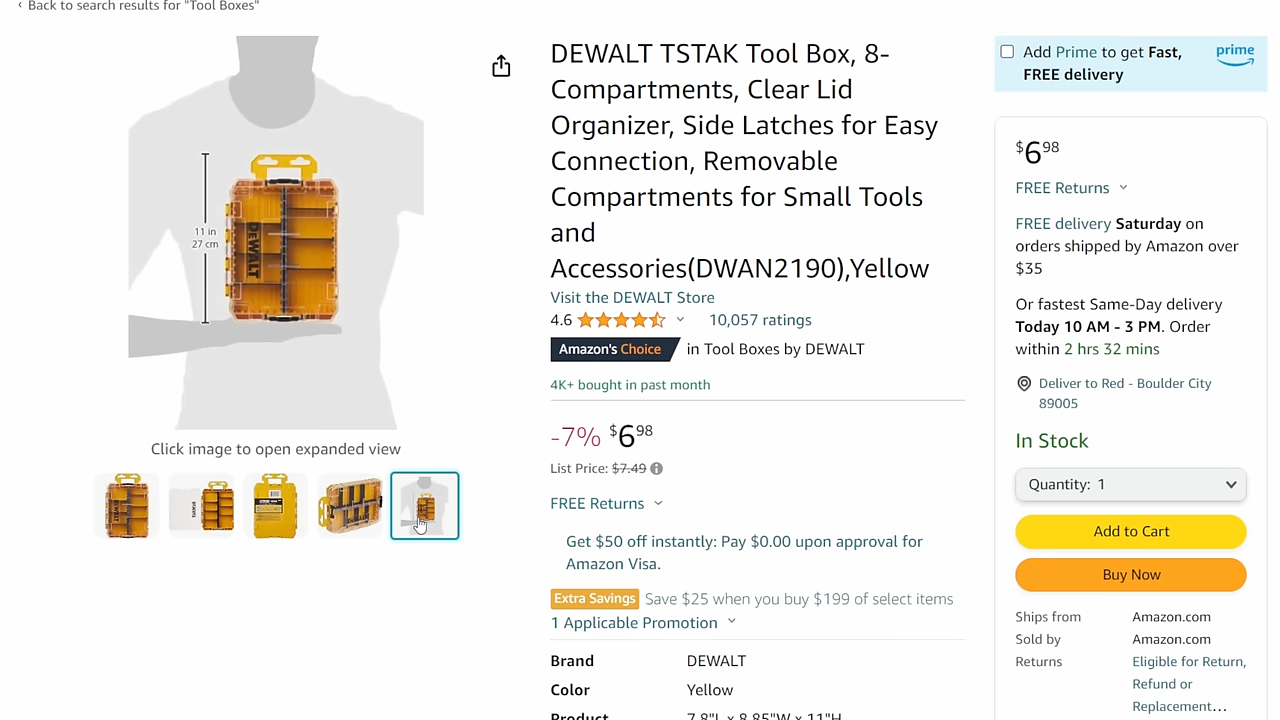 ‹ Back to search results for "Tool Boxes"
11 in
27 cm
DEWALT
Click image to open expanded view
DEWALT TSTAK Tool Box, 8-
Compartments, Clear Lid
Organizer, Side Latches for Easy
Connection, Removable
Compartments for Small Tools
and
Accessories(DWAN2190),Yellow
Visit the DEWALT Store
4.6 10,057 ratings
Amazon's Choice in Tool Boxes by DEWALT
4K+ bought in past month
-7% $6 98
List Price: $7.49
FREE Returns
Get $50 off instantly: Pay $0.00 upon approval for
Amazon Visa.
Extra Savings Save $25 when you buy $199 of select items
1 Applicable Promotion
Brand DEWALT
Color Yellow
Product 7.8"L x 8.85"W x 11"H
Add Prime to get Fast,
FREE delivery
prime
$6 98
FREE Returns
FREE delivery Saturday on
orders shipped by Amazon over
$35
Or fastest Same-Day delivery
Today 10 AM - 3 PM. Order
within 2 hrs 32 mins
Deliver to Red - Boulder City
89005
In Stock
Quantity: 1
Add to Cart
Buy Now
Ships from Amazon.com
Sold by Amazon.com
Returns Eligible for Return,
Refund or
Replacement…